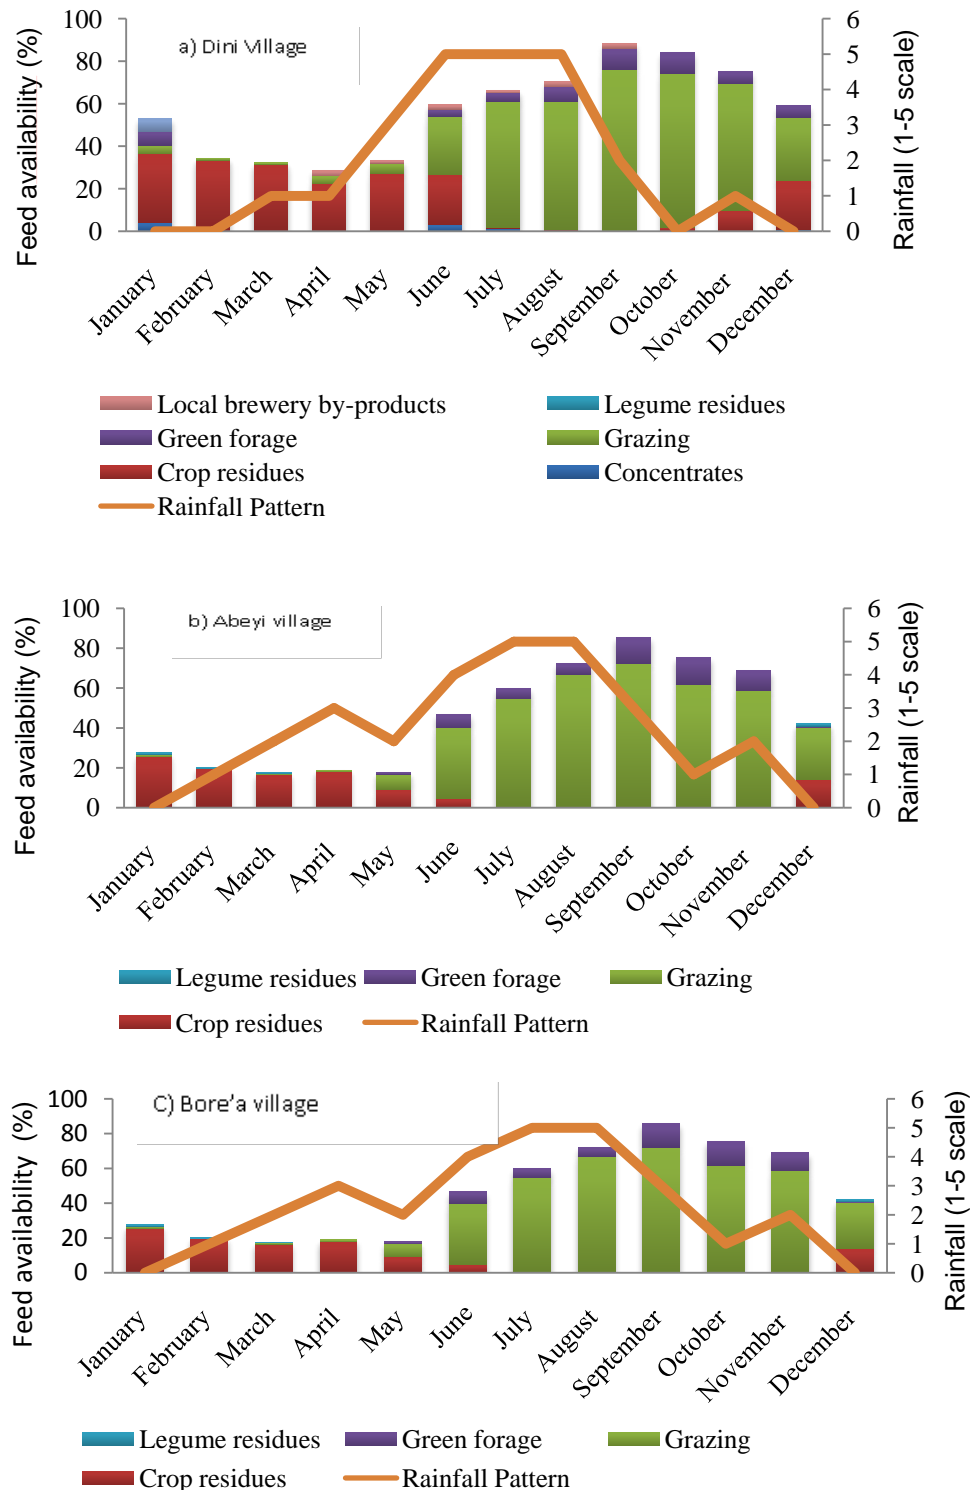 a) Dini Village
Feed availability (%)
100
80
60
40
20
0
6
5
4
3
2
1
0
Rainfall (1-5 scale)
January
February
March
April
May
June
July
August
September
October
November
December
Local brewery by-products
Legume residues
Green forage
Grazing
Crop residues
Concentrates
Rainfall Pattern
b) Abeyi village
Feed availability (%)
100
80
60
40
20
0
6
5
4
3
2
1
0
Rainfall (1-5 scale)
January
February
March
April
May
June
July
August
September
October
November
December
Legume residues
Green forage
Grazing
Crop residues
Rainfall Pattern
C) Bore'a village
Feed availability (%)
100
80
60
40
20
0
6
5
4
3
2
1
0
Rainfall (1-5 scale)
January
February
March
April
May
June
July
August
September
October
November
December
Legume residues
Green forage
Grazing
Crop residues
Rainfall Pattern